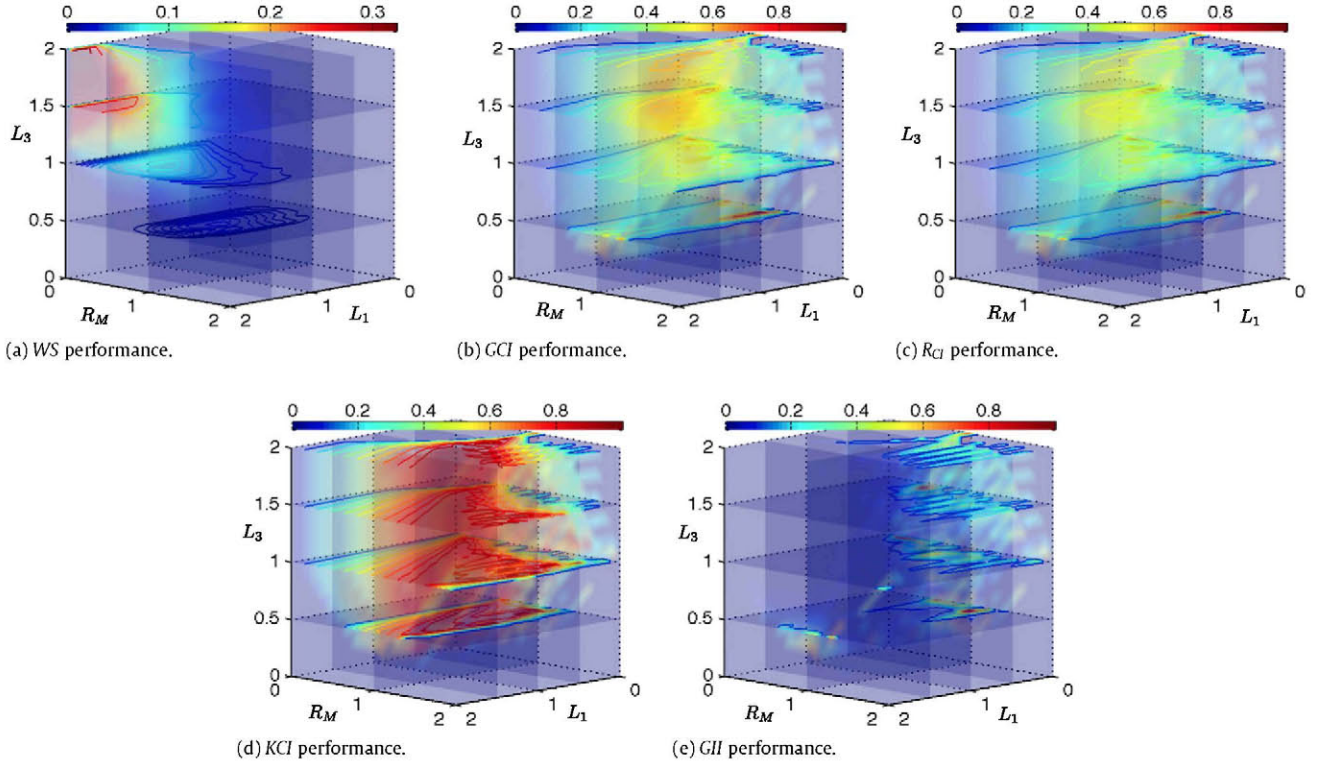 0 0.1 0.2 0.3
2
1.5
L3
1
0.5
0
0 1 2
RM
2 1 0
L1
(a) WS performance.
0 0.2 0.4 0.6 0.8
2
1.5
L3
1
0.5
0
0 1 2
RM
2 1 0
L1
(b) GCI performance.
0 0.2 0.4 0.6 0.8
2
1.5
L3
1
0.5
0
0 1 2
RM
2 1 0
L1
(c) RCI performance.
0 0.2 0.4 0.6 0.8
2
1.5
L3
1
0.5
0
0 1 2
RM
2 1 0
L1
(d) KCI performance.
0 0.2 0.4 0.6 0.8
2
1.5
L3
1
0.5
0
0 1 2
RM
2 1 0
L1
(e) GII performance.